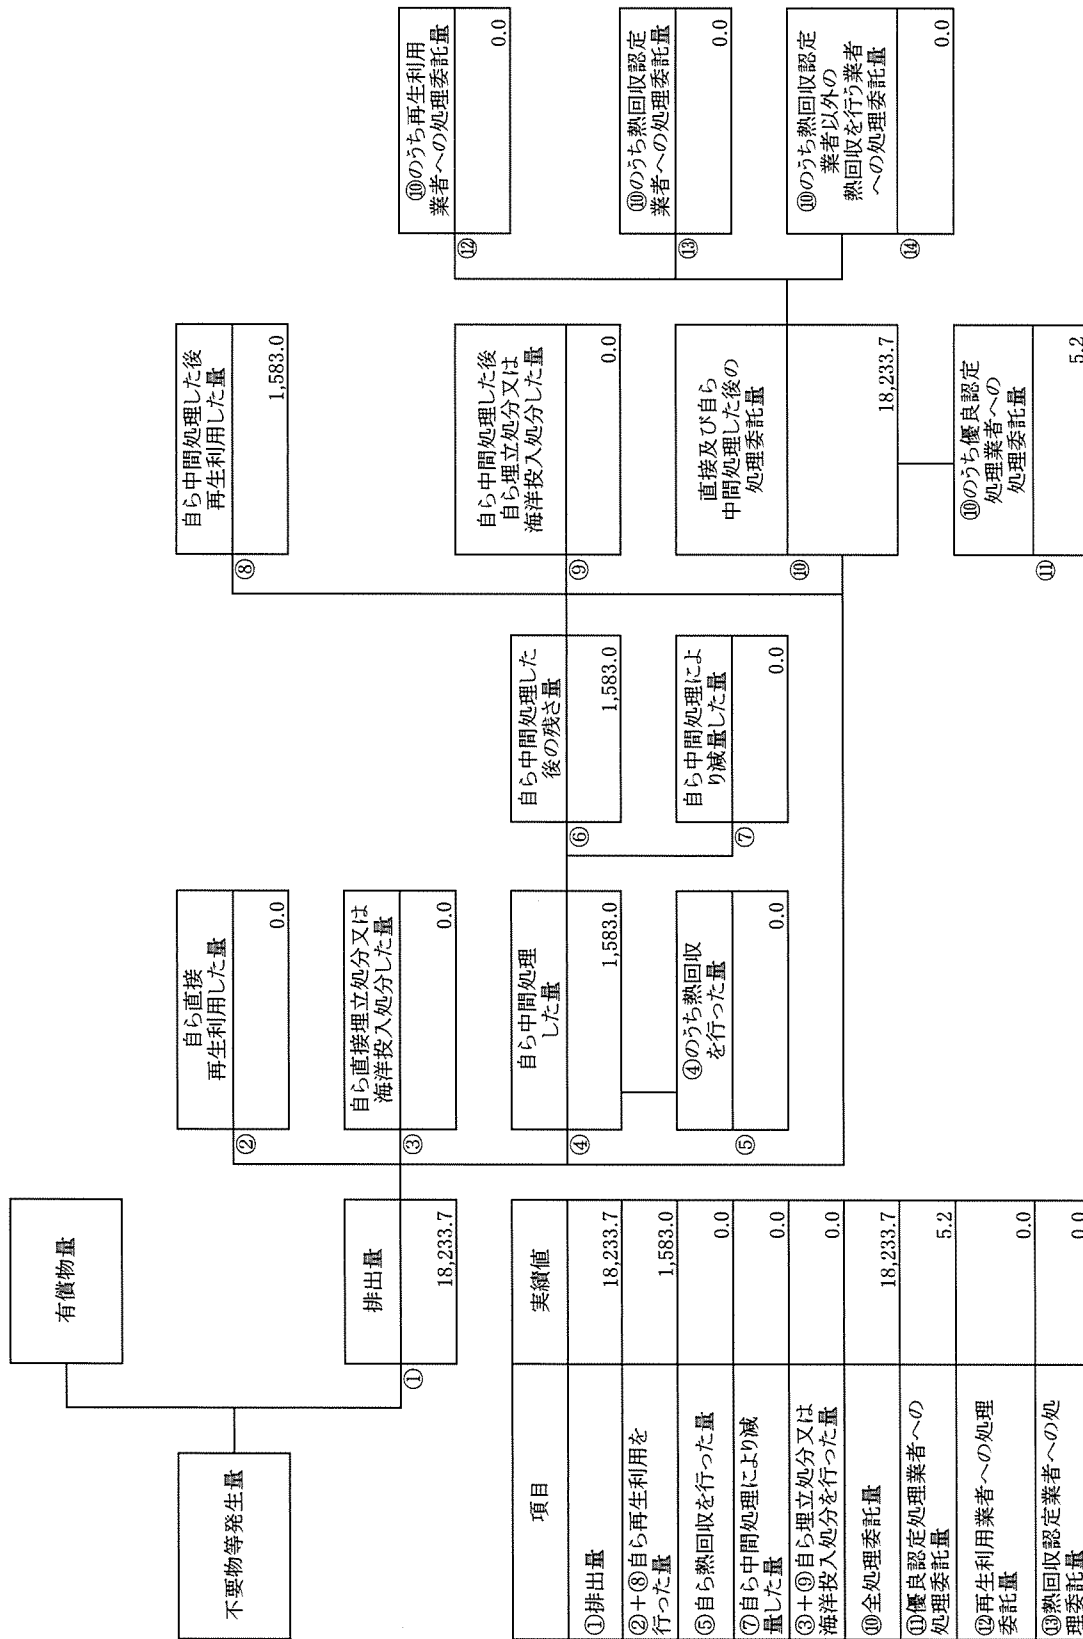 不要物等発生量
有償物量
排出量
① 18,233.7
自ら直接
再生利用した量
② 0.0
自ら直接埋立処分又は
海洋投入処分した量
③ 0.0
自ら中間処理
した量
④ 1,583.0
④のうち熱回収
を行った量
⑤ 0.0
自ら中間処理した
後の残さ量
⑥ 1,583.0
自ら中間処理によ
り減量した量
⑦ 0.0
自ら中間処理した後
再生利用した量
⑧ 1,583.0
自ら中間処理した後
自ら埋立処分又は
海洋投入処分した量
⑨ 0.0
直接及び自ら
中間処理した後の
処理委託量
⑩ 18,233.7
⑩のうち優良認定
処理業者への
処理委託量
⑪ 5.2
⑩のうち再生利用
業者への処理委託量
⑫ 0.0
⑩のうち熱回収認定
業者への処理委託量
⑬ 0.0
⑩のうち熱回収認定
業者以外の
熱回収を行う業者
への処理委託量
⑭ 0.0
項目 実績値
①排出量 18,233.7
②+⑧自ら再生利用を
行った量 1,583.0
⑤自ら熱回収を行った量 0.0
⑦自ら中間処理により減
量した量 0.0
③+⑨自ら埋立処分又は
海洋投入処分を行った量 0.0
⑩全処理委託量 18,233.7
⑪優良認定処理業者への
処理委託量 5.2
⑫再生利用業者への処理
委託量 0.0
⑬熱回収認定業者への処
理委託量 0.0